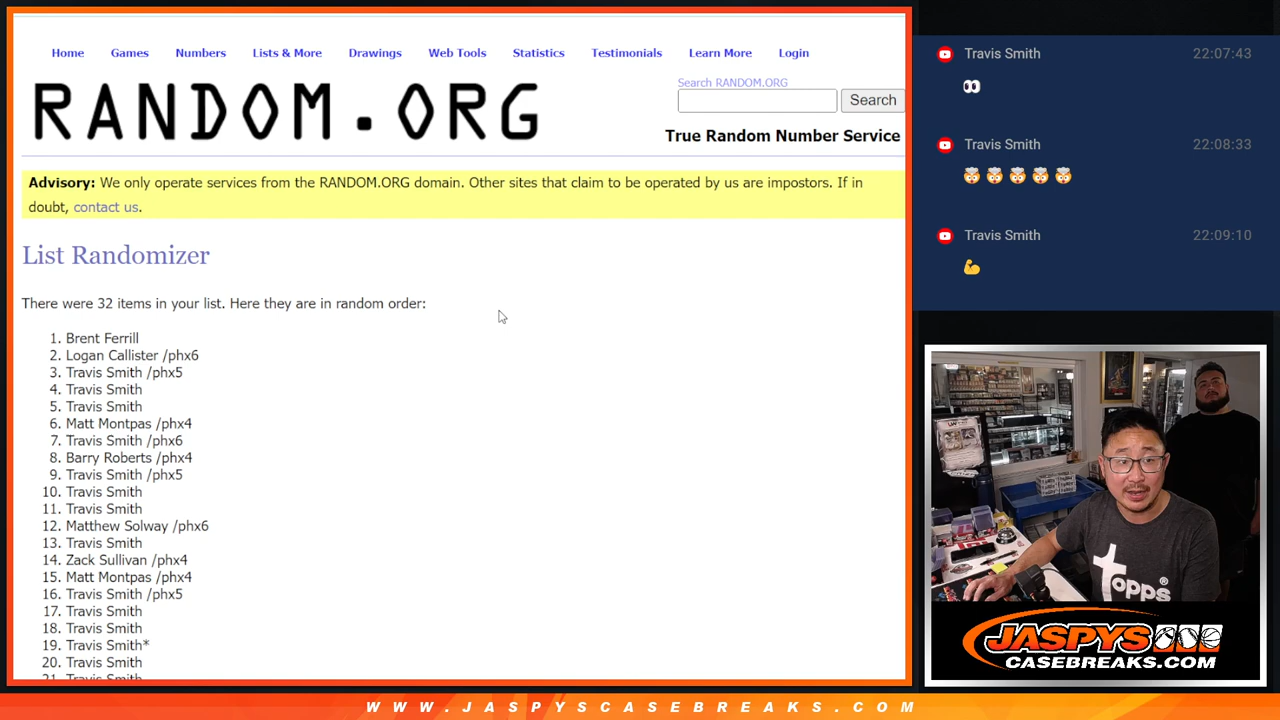 Home Games Numbers Lists & More Drawings Web Tools Statistics Testimonials Learn More Login
Search RANDOM.ORG
Search
RANDOM.ORG
True Random Number Service
Advisory: We only operate services from the RANDOM.ORG domain. Other sites that claim to be operated by us are impostors. If in
doubt, contact us.
List Randomizer
There were 32 items in your list. Here they are in random order:
1. Brent Ferrill
2. Logan Callister /phx6
3. Travis Smith /phx5
4. Travis Smith
5. Travis Smith
6. Matt Montpas /phx4
7. Travis Smith /phx6
8. Barry Roberts /phx4
9. Travis Smith /phx5
10. Travis Smith
11. Travis Smith
12. Matthew Solway /phx6
13. Travis Smith
14. Zack Sullivan /phx4
15. Matt Montpas /phx4
16. Travis Smith /phx5
17. Travis Smith
18. Travis Smith
19. Travis Smith*
20. Travis Smith
21. Travis Smith
Travis Smith 22:07:43
👀
Travis Smith 22:08:33
🤯🤯🤯🤯🤯
Travis Smith 22:09:10
💪
topps®
JASPYS
CASEBREAKS.COM
WWW.JASPYSCASEBREAKS.COM